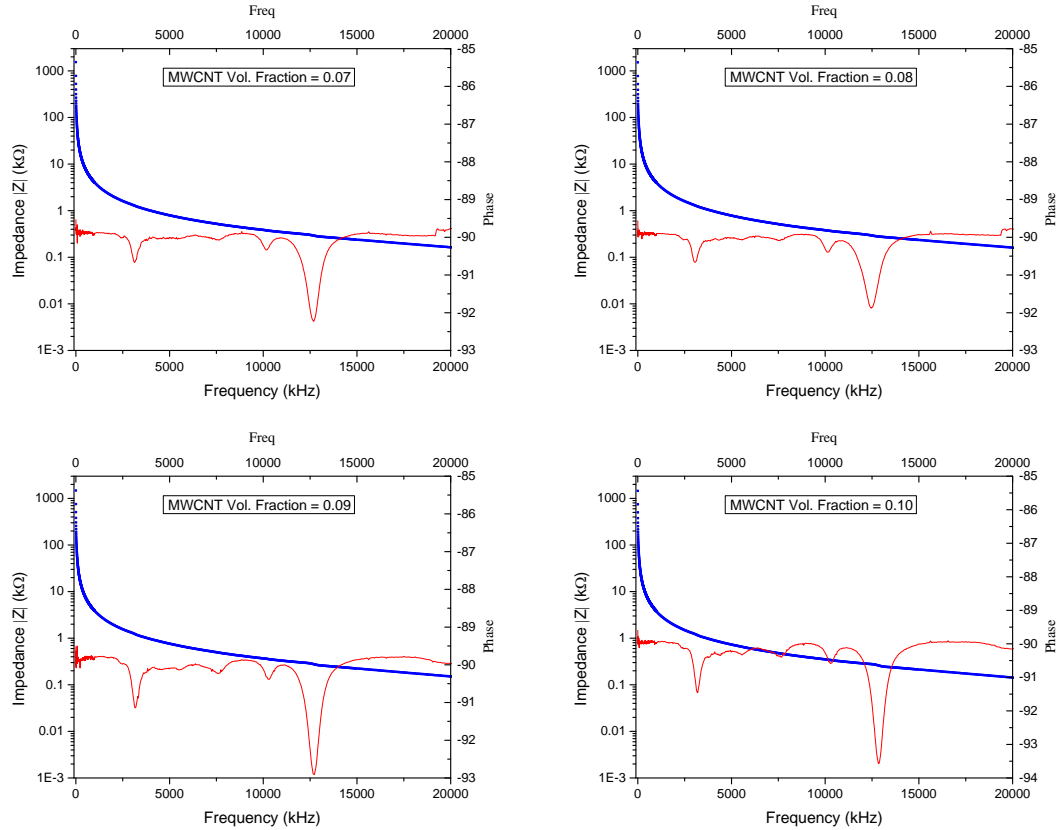 Freq
0 5000 10000 15000 20000
1000
100
10
1
0.1
0.01
1E-3
Impedance |Z| (kΩ)
MWCNT Vol. Fraction = 0.07
-85
-86
-87
-88
-89
-90
-91
-92
-93
Phase
0 5000 10000 15000 20000
Frequency (kHz)
Freq
0 5000 10000 15000 20000
1000
100
10
1
0.1
0.01
1E-3
Impedance |Z| (kΩ)
MWCNT Vol. Fraction = 0.08
-85
-86
-87
-88
-89
-90
-91
-92
-93
Phase
0 5000 10000 15000 20000
Frequency (kHz)
Freq
0 5000 10000 15000 20000
1000
100
10
1
0.1
0.01
1E-3
Impedance |Z| (kΩ)
MWCNT Vol. Fraction = 0.09
-85
-86
-87
-88
-89
-90
-91
-92
-93
Phase
0 5000 10000 15000 20000
Frequency (kHz)
Freq
0 5000 10000 15000 20000
1000
100
10
1
0.1
0.01
1E-3
Impedance |Z| (kΩ)
MWCNT Vol. Fraction = 0.10
-85
-86
-87
-88
-89
-90
-91
-92
-93
-94
Phase
0 5000 10000 15000 20000
Frequency (kHz)